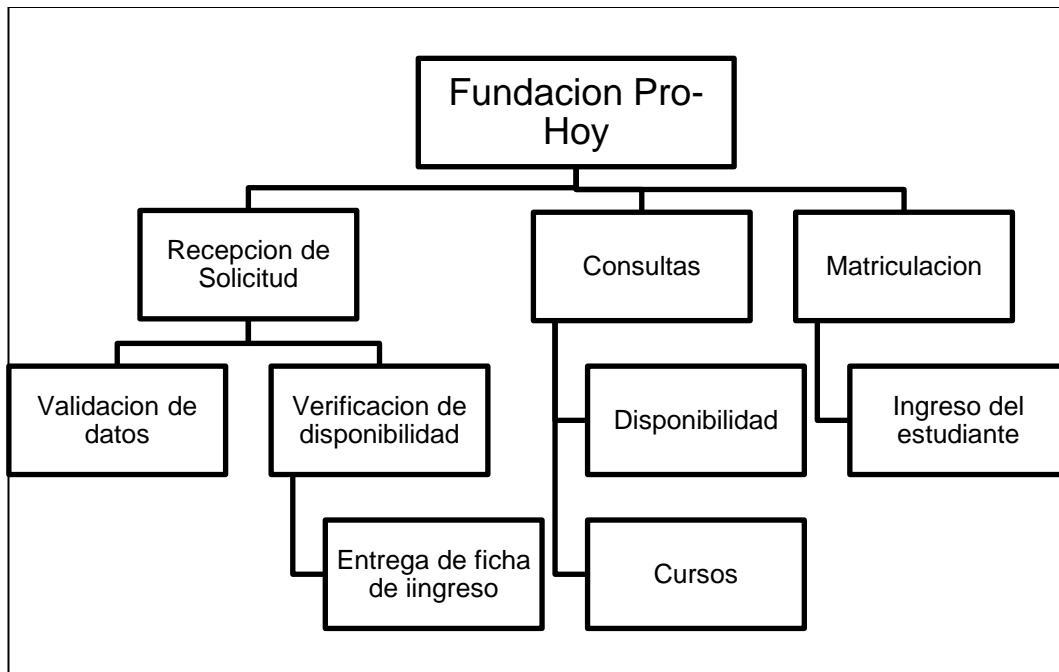 Fundacion Pro-
Hoy
Recepcion de
Solicitud
Consultas
Matriculacion
Validacion de
datos
Verificacion de
disponibilidad
Disponibilidad
Ingreso del
estudiante
Entrega de ficha
de iingreso
Cursos